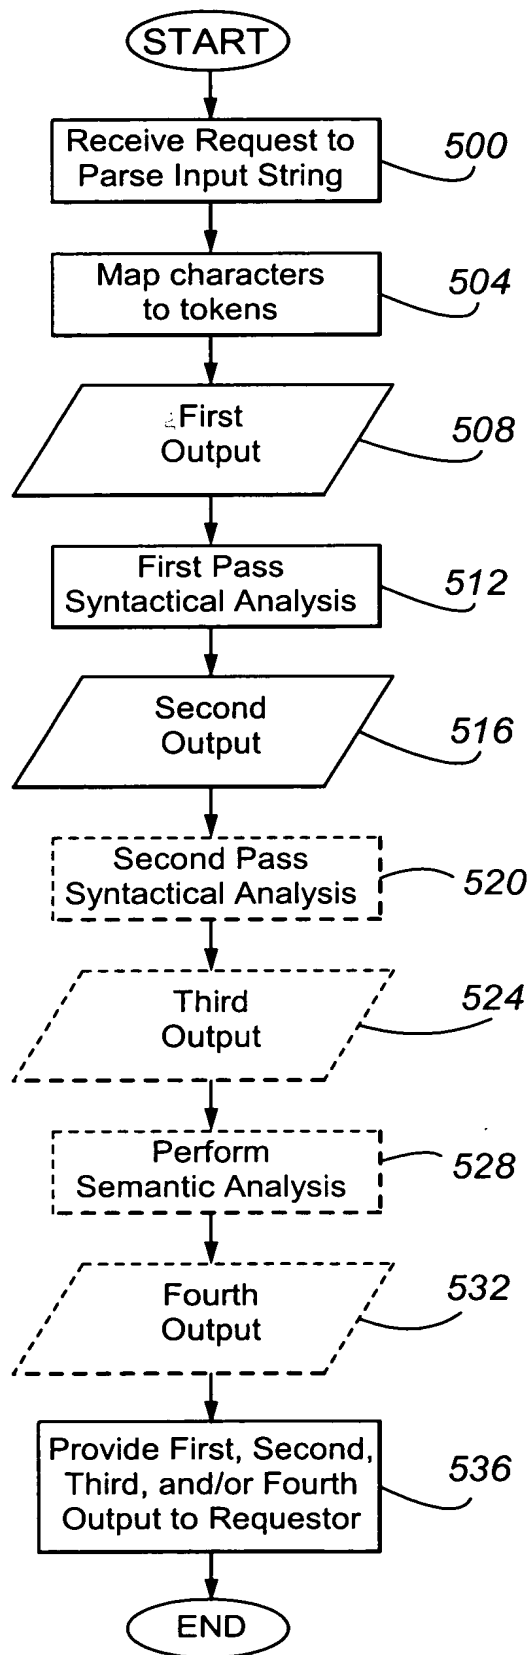 START
Receive Request to
Parse Input String
500
Map characters
to tokens
504
First
Output
508
First Pass
Syntactical Analysis
512
Second
Output
516
Second Pass
Syntactical Analysis
520
Third
Output
524
Perform
Semantic Analysis
528
Fourth
Output
532
Provide First, Second,
Third, and/or Fourth
Output to Requestor
536
END